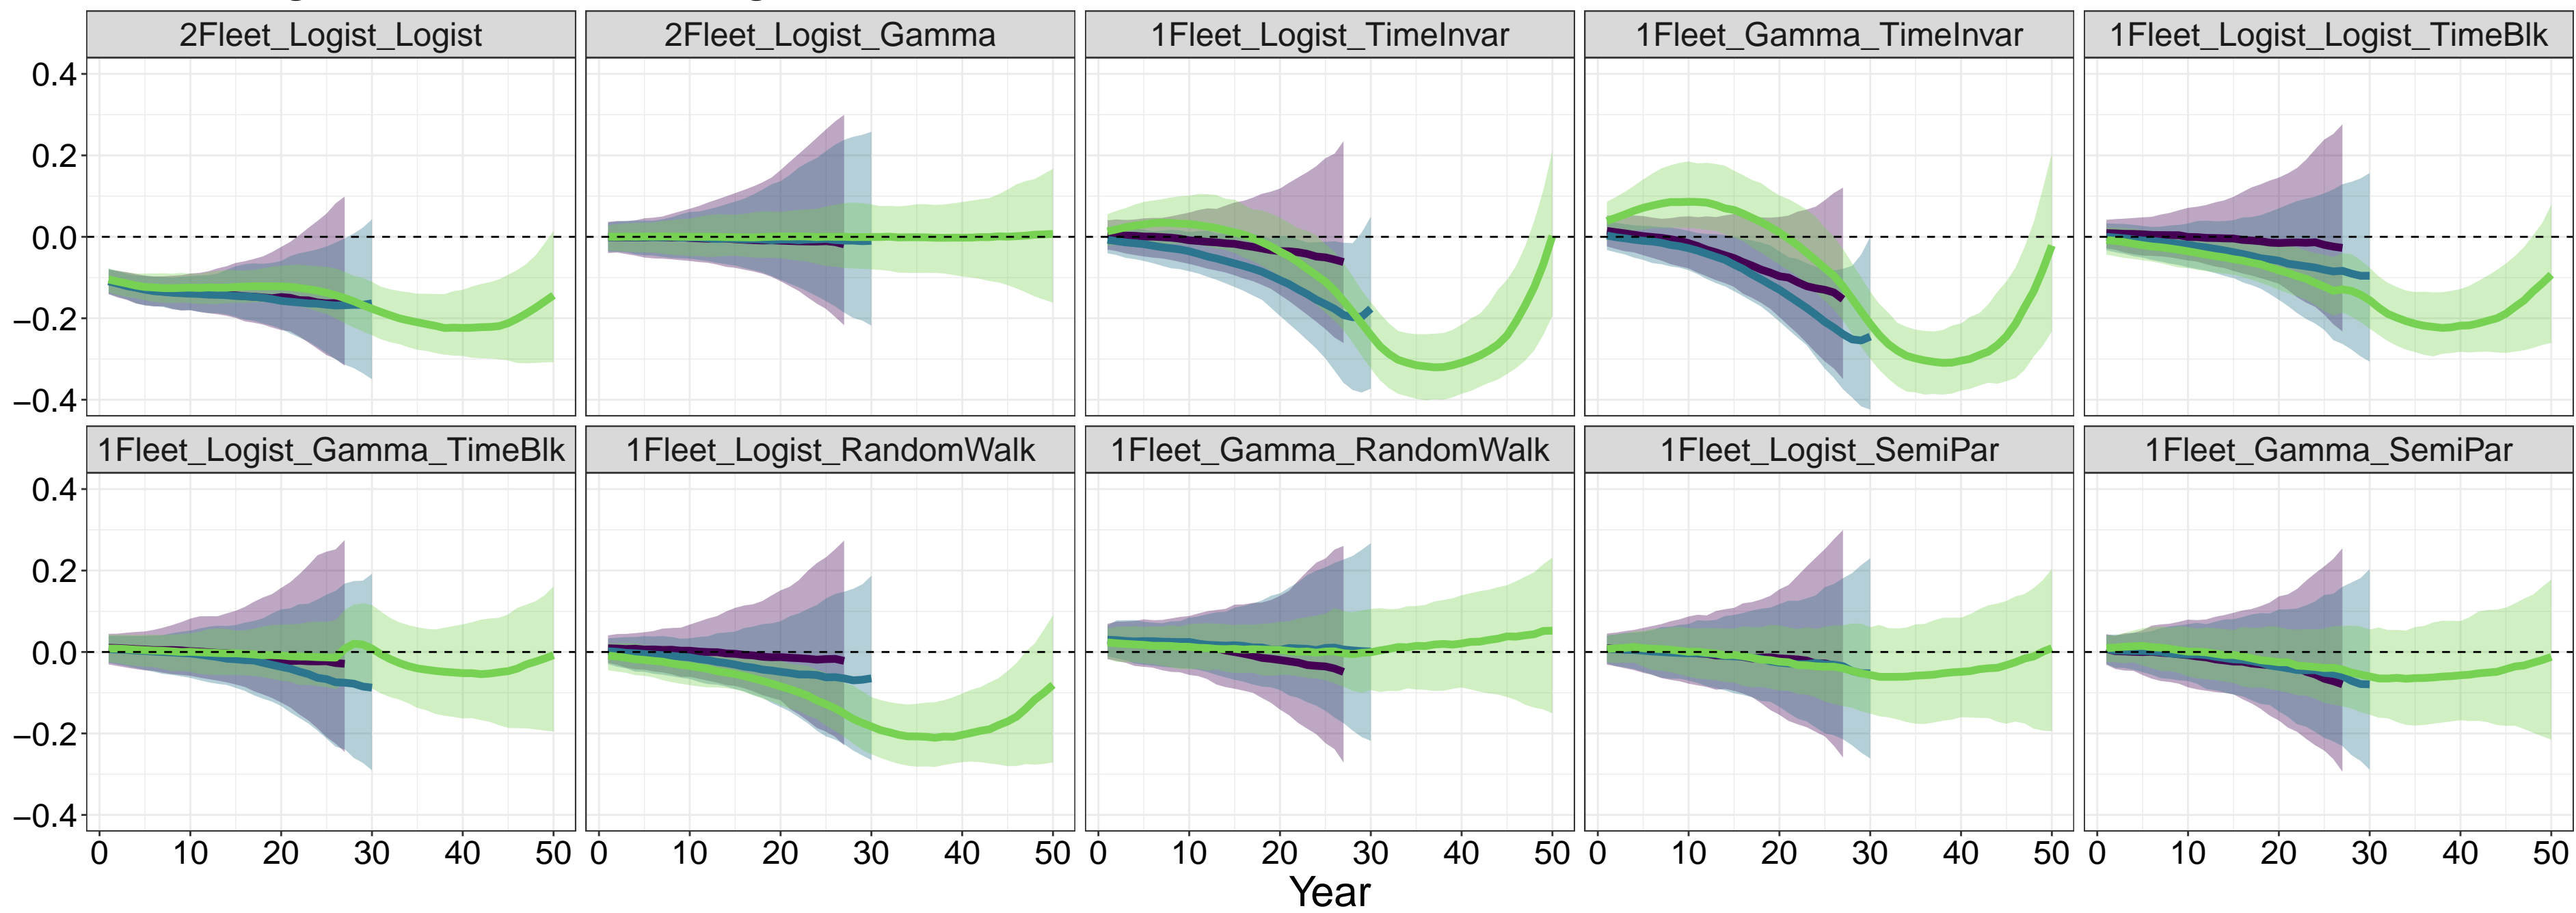 2Fleet_Logist_Logist 2Fleet_Logist_Gamma 1Fleet_Logist_TimeInvar 1Fleet_Gamma_TimeInvar 1Fleet_Logist_Logist_TimeBlk
0.4
0.2
0.0
−0.2
−0.4
1Fleet_Logist_Gamma_TimeBlk 1Fleet_Logist_RandomWalk 1Fleet_Gamma_RandomWalk 1Fleet_Logist_SemiPar 1Fleet_Gamma_SemiPar
0.4
0.2
0.0
−0.2
−0.4
0 10 20 30 40 50 0 10 20 30 40 50 0 10 20 30 40 50 0 10 20 30 40 50 0 10 20 30 40 50
Year